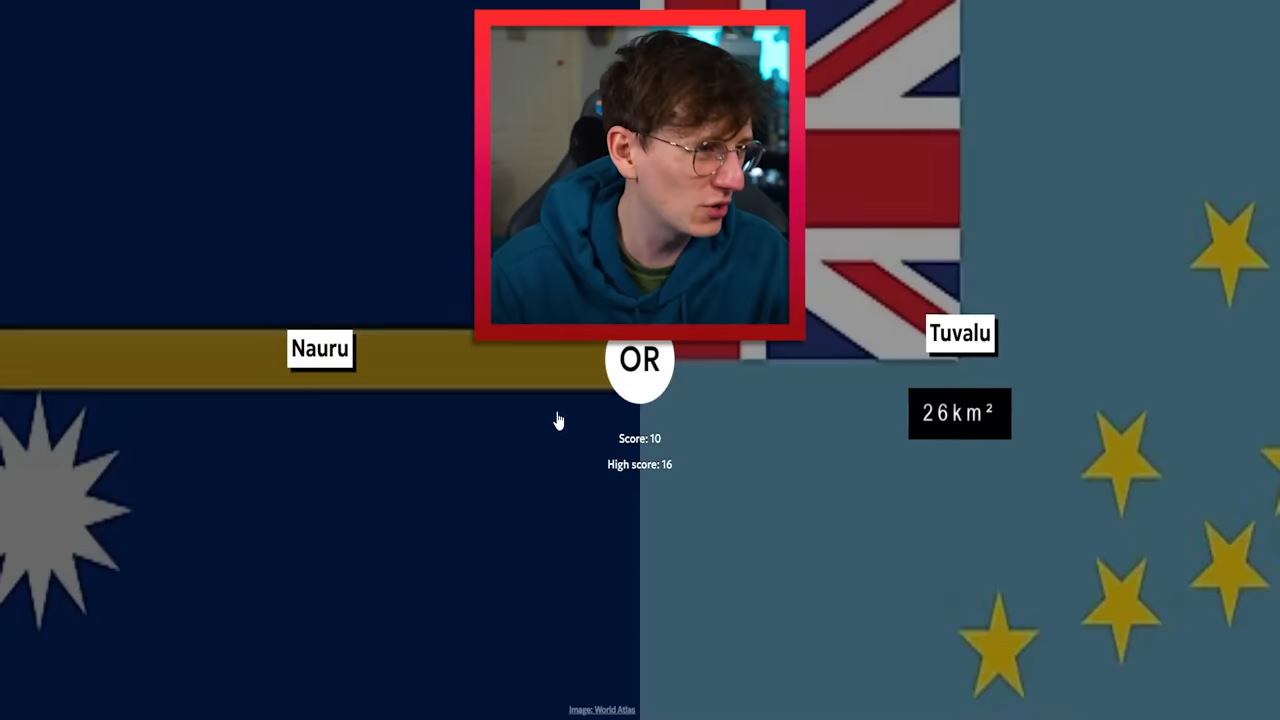 Nauru
OR
Tuvalu
26km²
Score: 10
High score: 16
Image: World Atlas